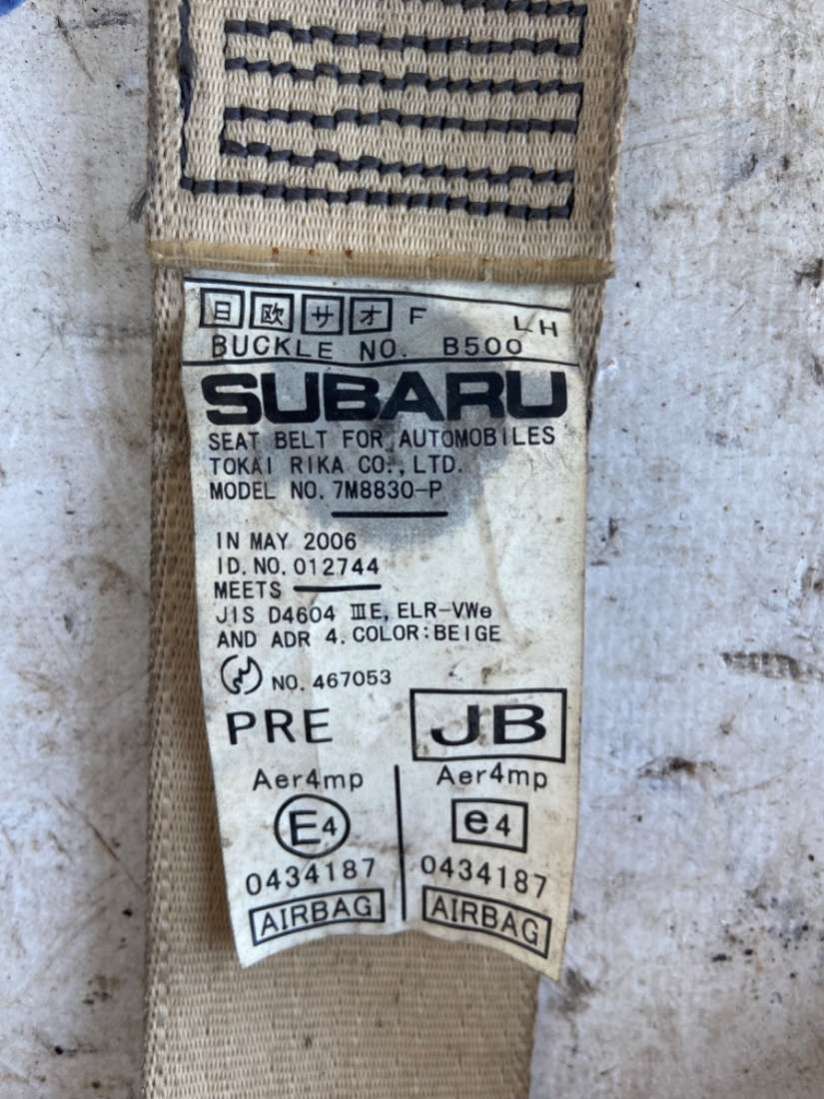 日 欧 サ オ F LH
BUCKLE NO. B500
SUBARU
SEAT BELT FOR AUTOMOBILES
TOKAI RIKA CO., LTD.
MODEL NO. 7M8830-P
IN MAY 2006
ID. NO. 012744
MEETS
JIS D4604 ⅢE, ELR-VWe
AND ADR 4. COLOR:BEIGE
NO. 467053
PRE JB
Aer4mp Aer4mp
E4 e4
0434187 0434187
AIRBAG AIRBAG